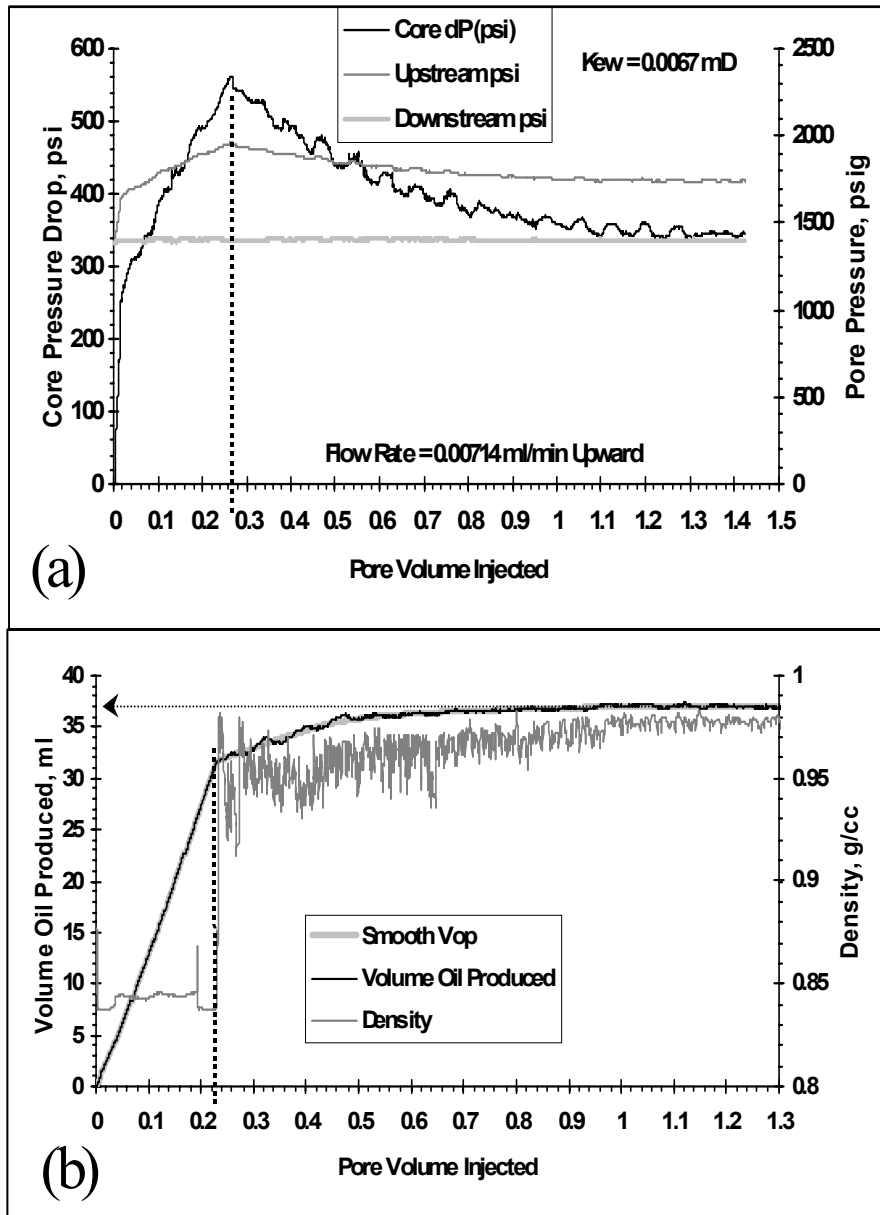 Core dP (psi)
Upstream psi
Downstream psi
Kew = 0.0067 mD
600
500
400
300
200
100
0
Core Pressure Drop, psi
2500
2000
1500
1000
500
0
Pore Pressure, psig
Flow Rate = 0.00714 ml/min Upward
0 0.1 0.2 0.3 0.4 0.5 0.6 0.7 0.8 0.9 1 1.1 1.2 1.3 1.4 1.5
Pore Volume Injected
(a)
40
35
30
25
20
15
10
5
0
Volume Oil Produced, ml
1
0.95
0.9
0.85
0.8
Density, g/cc
Smooth Vop
Volume Oil Produced
Density
0 0.1 0.2 0.3 0.4 0.5 0.6 0.7 0.8 0.9 1 1.1 1.2 1.3
Pore Volume Injected
(b)